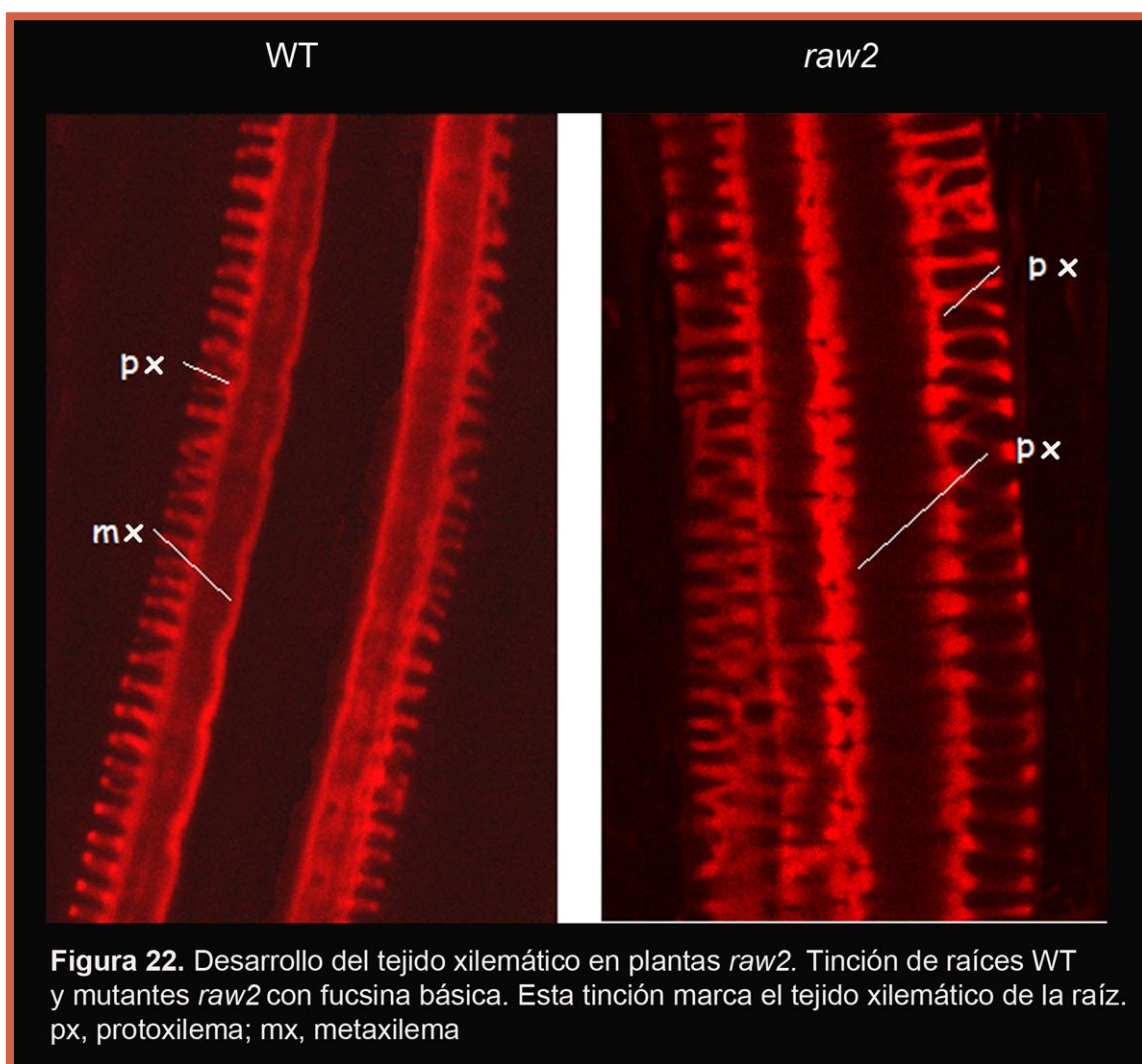 WT
raw2
px
mx
px
px
Figura 22. Desarrollo del tejido xilemático en plantas raw2. Tinción de raíces WT
y mutantes raw2 con fucsina básica. Esta tinción marca el tejido xilemático de la raíz.
px, protoxilema; mx, metaxilema